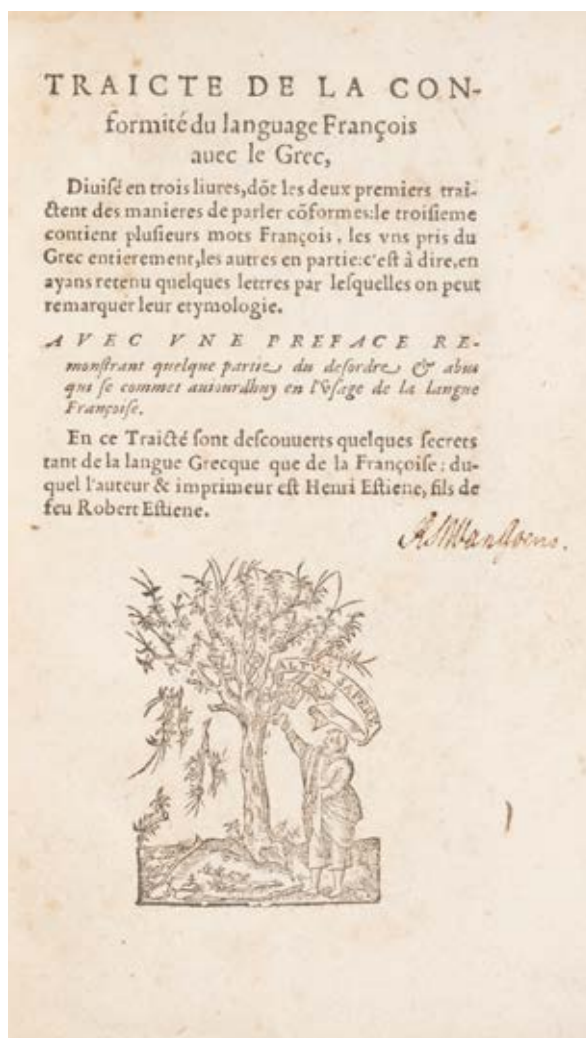 TRAICTE DE LA CON-
formité du language François
auec le Grec,
Diuisé en trois liures, dõt les deux premiers trai-
ctent des manieres de parler cõformes: le troisieme
contient plusieurs mots François, les vns pris du
Grec entierement, les autres en partie: c'est à dire, en
ayans retenu quelques lettres par lesquelles on peut
remarquer leur etymologie.
AVEC VNE PREFACE RE-
monstrant quelque partie du desordre & abus
qui se commet auiourdhuy en l'vsage de la langue
Françoise.
En ce Traicté sont descouuerts quelques secrets
tant de la langue Grecque que de la Françoise: du-
quel l'auteur & imprimeur est Henri Estiene, fils de
feu Robert Estiene.
ALTVM SAPERE